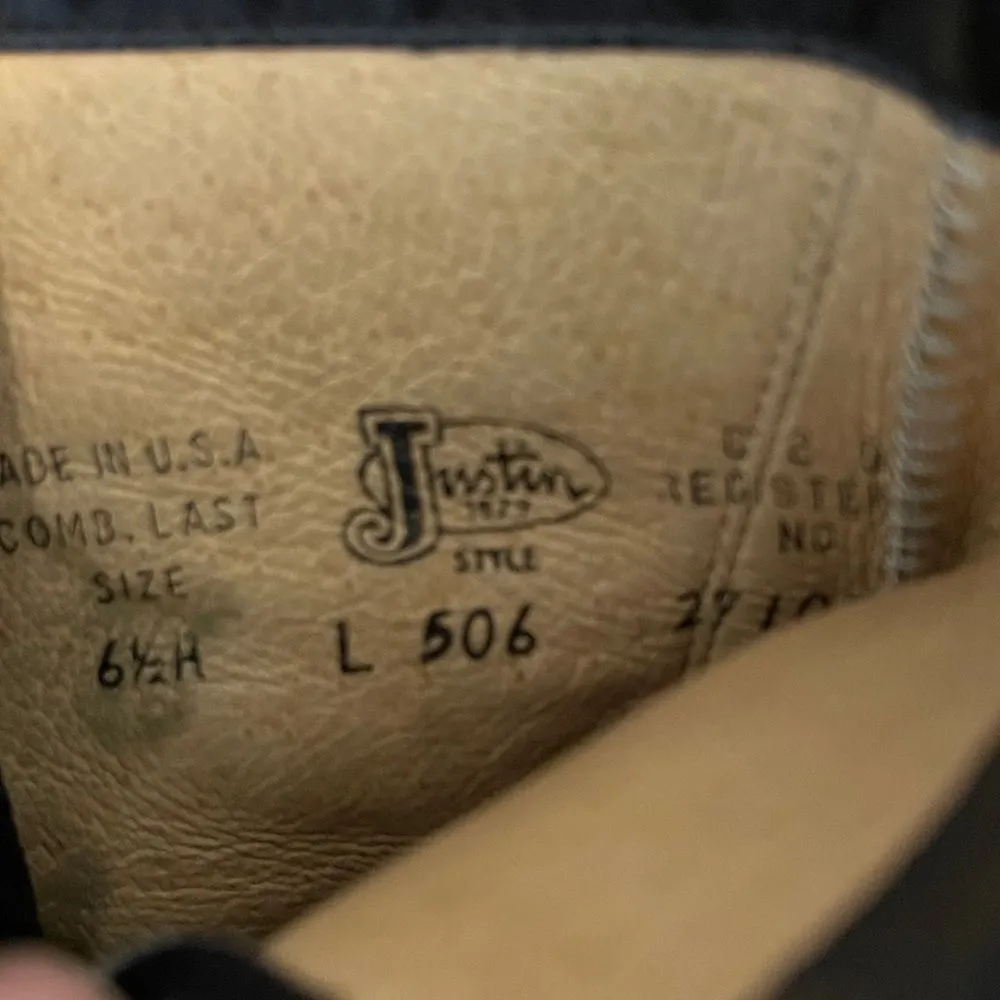 ADE IN U.S.A
COMB. LAST
SIZE
6½H
Justin
1879
STYLE
L 506
REGISTER
NO